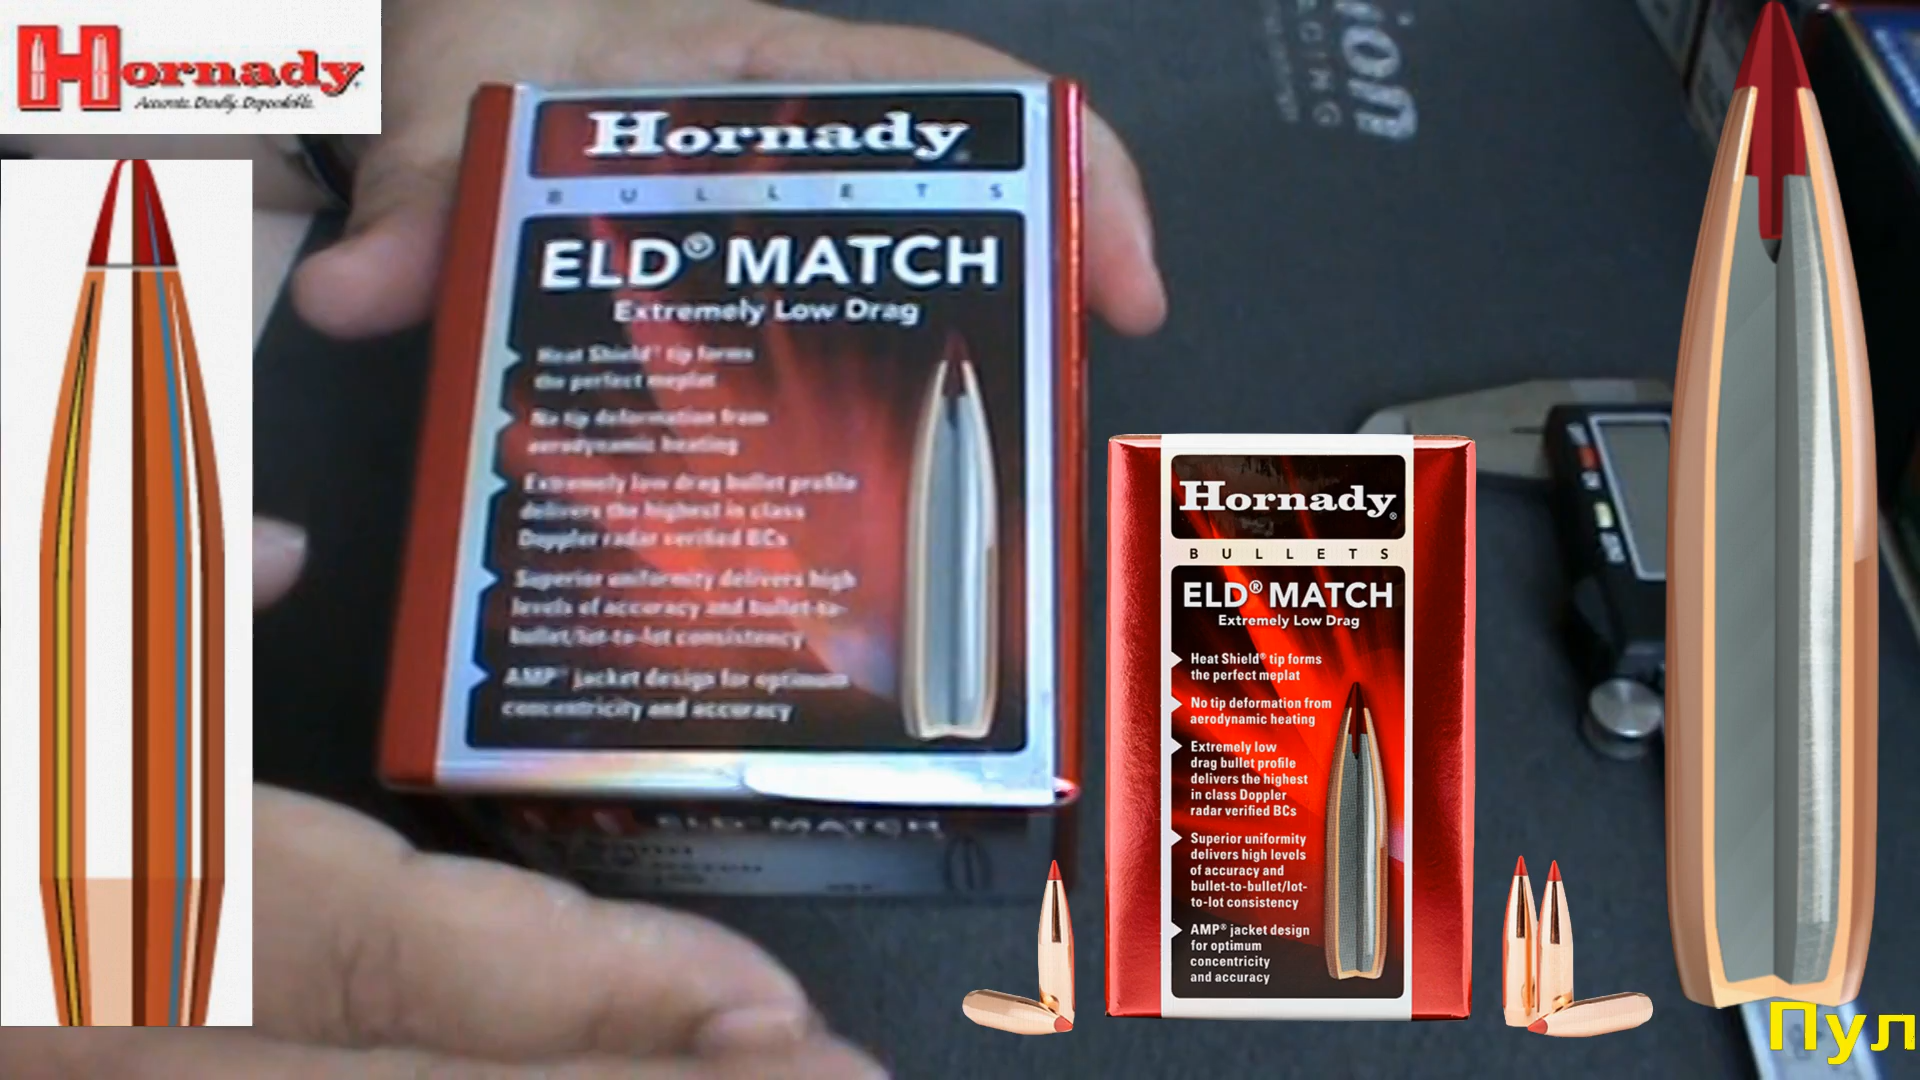 Hornady®
Accurate. Deadly. Dependable.
Hornady®
B U L L E T S
ELD® MATCH
Extremely Low Drag
Heat Shield® tip forms
the perfect meplat
No tip deformation from
aerodynamic heating
Extremely low drag bullet profile
delivers the highest in class
Doppler radar verified BCs
Superior uniformity delivers high
levels of accuracy and bullet-to-
bullet/lot-to-lot consistency
AMP® jacket design for optimum
concentricity and accuracy
ELD® MATCH
Hornady®
B U L L E T S
ELD® MATCH
Extremely Low Drag
Heat Shield® tip forms
the perfect meplat
No tip deformation from
aerodynamic heating
Extremely low
drag bullet profile
delivers the highest
in class Doppler
radar verified BCs
Superior uniformity
delivers high levels
of accuracy and
bullet-to-bullet/lot-
to-lot consistency
AMP® jacket design
for optimum
concentricity
and accuracy
Пул